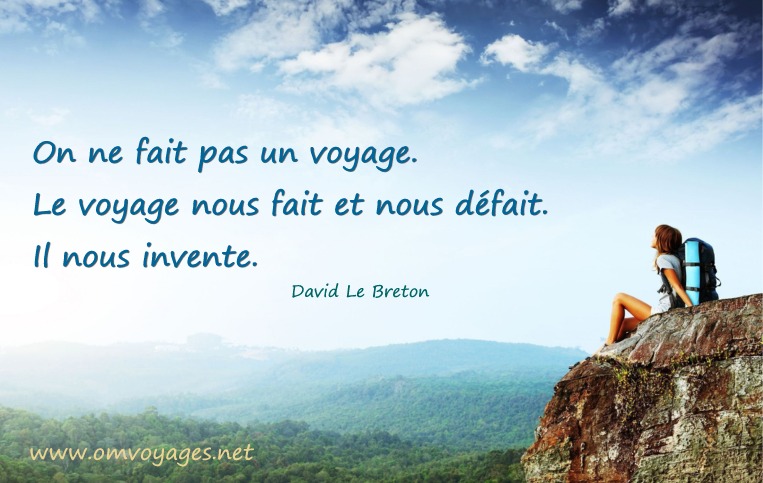 On ne fait pas un voyage.
Le voyage nous fait et nous défait.
Il nous invente.
David Le Breton
www.omvoyages.net